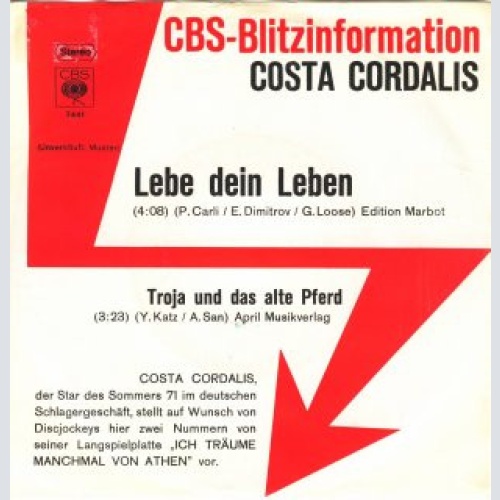 CBS-Blitzinformation
COSTA CORDALIS
Stereo
CBS
Unverkäufl. Muster
Lebe dein Leben
(4:08) (P. Carli / E. Dimitrov / G. Loose) Edition Marbot
Troja und das alte Pferd
(3:23) (Y. Katz / A. San) April Musikverlag
COSTA CORDALIS,
der Star des Sommers 71 im deutschen
Schlagergeschäft, stellt auf Wunsch von
Discjockeys hier zwei Nummern von
seiner Langspielplatte „ICH TRÄUME
MANCHMAL VON ATHEN” vor.